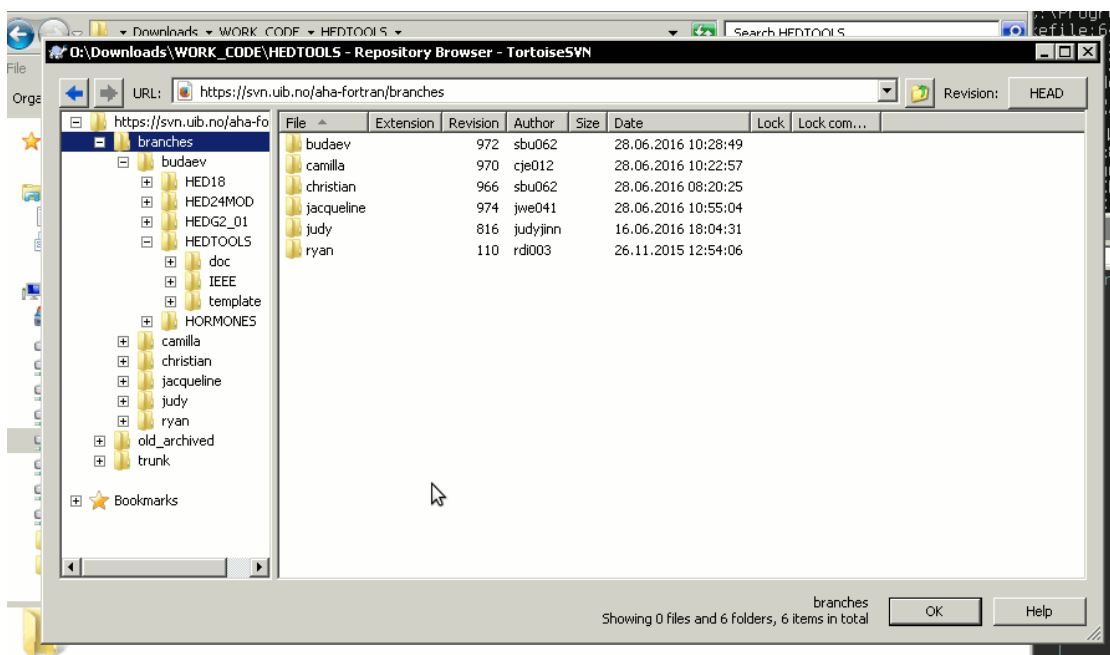 Downloads WORK_CODE HEDTOOLS Search HEDTOOLS
O:\Downloads\WORK_CODE\HEDTOOLS - Repository Browser - TortoiseSVN
File
Orga
URL: https://svn.uib.no/aha-fortran/branches Revision: HEAD
https://svn.uib.no/aha-fo
branches
budaev
HED18
HED24MOD
HEDG2_01
HEDTOOLS
doc
IEEE
template
HORMONES
camilla
christian
jacqueline
judy
ryan
old_archived
trunk
Bookmarks
File Extension Revision Author Size Date Lock Lock com...
budaev 972 sbu062 28.06.2016 10:28:49
camilla 970 cje012 28.06.2016 10:22:57
christian 966 sbu062 28.06.2016 08:20:25
jacqueline 974 jwe041 28.06.2016 10:55:04
judy 816 judyjinn 16.06.2016 18:04:31
ryan 110 rdi003 26.11.2015 12:54:06
branches
Showing 0 files and 6 folders, 6 items in total
OK Help